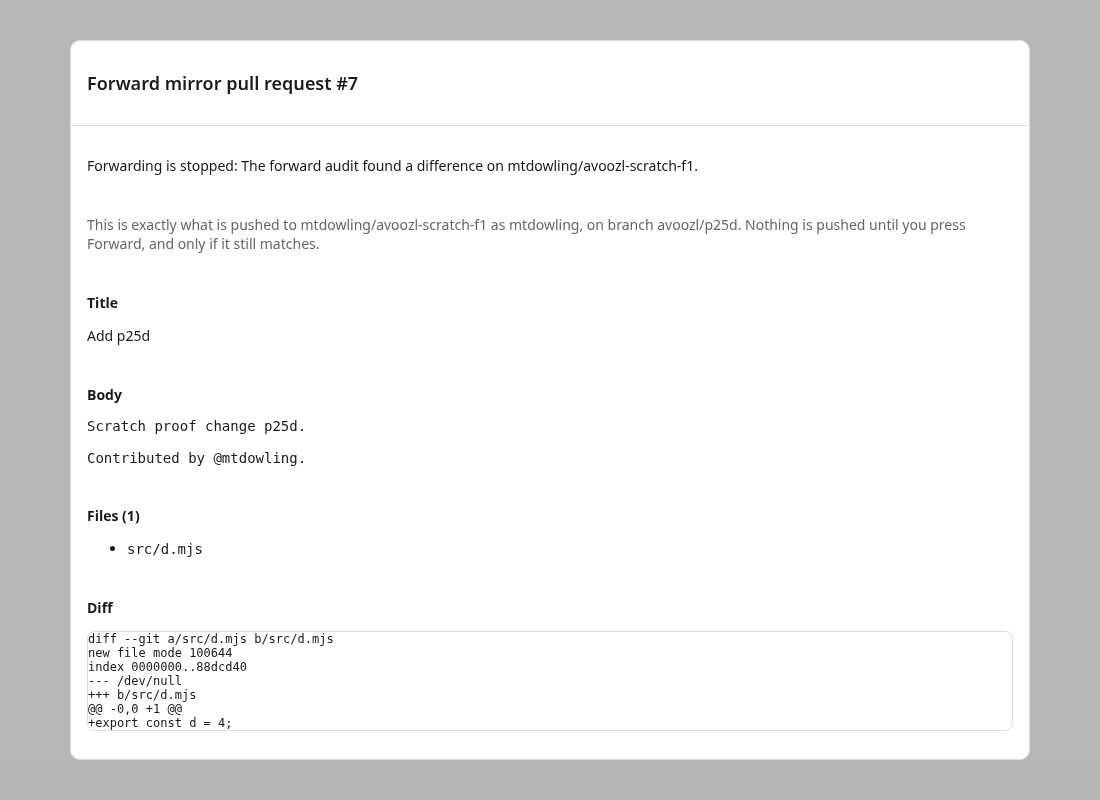 Forward mirror pull request #7
Forwarding is stopped: The forward audit found a difference on mtdowling/avoozl-scratch-f1.
This is exactly what is pushed to mtdowling/avoozl-scratch-f1 as mtdowling, on branch avoozl/p25d. Nothing is pushed until you press
Forward, and only if it still matches.
Title
Add p25d
Body
Scratch proof change p25d.
Contributed by @mtdowling.
Files (1)
• src/d.mjs
Diff
diff --git a/src/d.mjs b/src/d.mjs
new file mode 100644
index 0000000..88dcd40
--- /dev/null
+++ b/src/d.mjs
@@ -0,0 +1 @@
+export const d = 4;